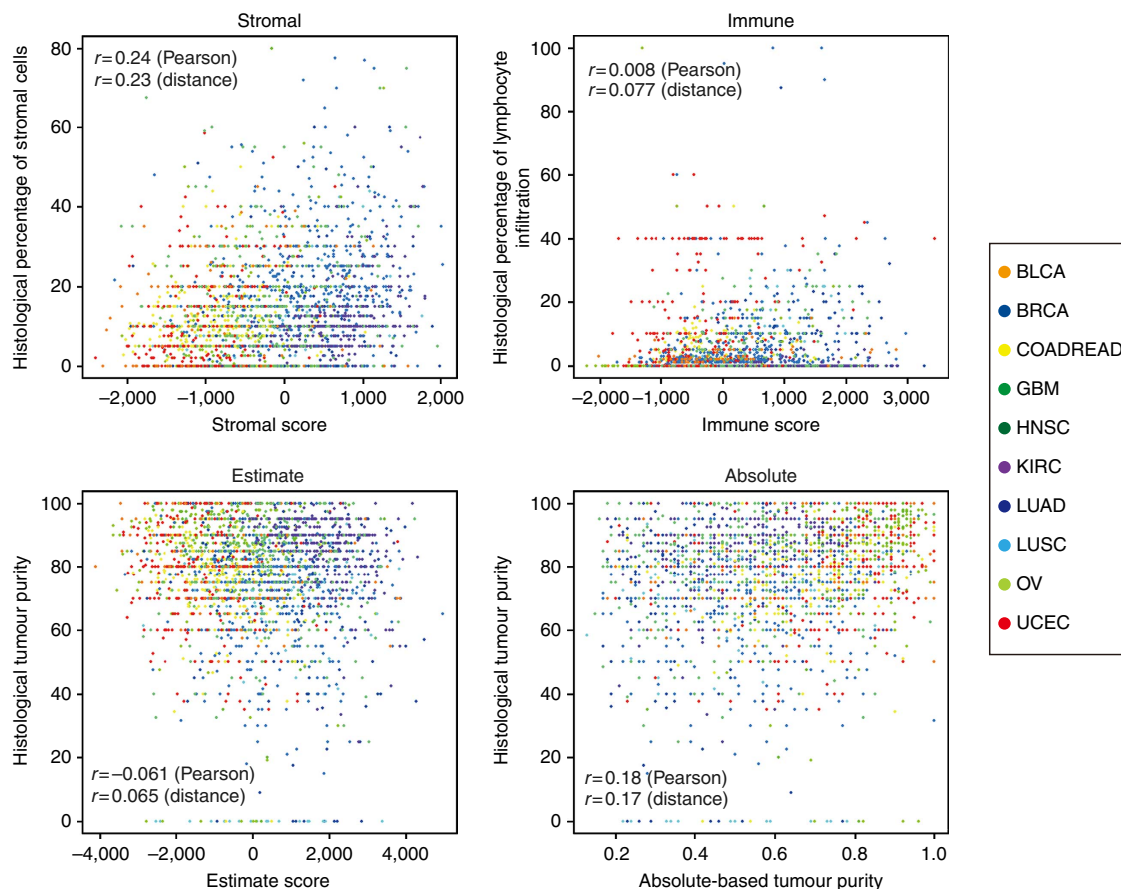 Stromal
r=0.24 (Pearson)
r=0.23 (distance)
80
60
40
20
0
Histological percentage of stromal cells
–2,000 –1,000 0 1,000 2,000
Stromal score
Immune
r=0.008 (Pearson)
r=0.077 (distance)
100
80
60
40
20
0
Histological percentage of lymphocyte
infiltration
–2,000 –1,000 0 1,000 2,000 3,000
Immune score
Estimate
100
80
60
40
20
0
Histological tumour purity
r=–0.061 (Pearson)
r=0.065 (distance)
–4,000 –2,000 0 2,000 4,000
Estimate score
Absolute
100
80
60
40
20
0
Histological tumour purity
r=0.18 (Pearson)
r=0.17 (distance)
0.2 0.4 0.6 0.8 1.0
Absolute-based tumour purity
BLCA
BRCA
COADREAD
GBM
HNSC
KIRC
LUAD
LUSC
OV
UCEC